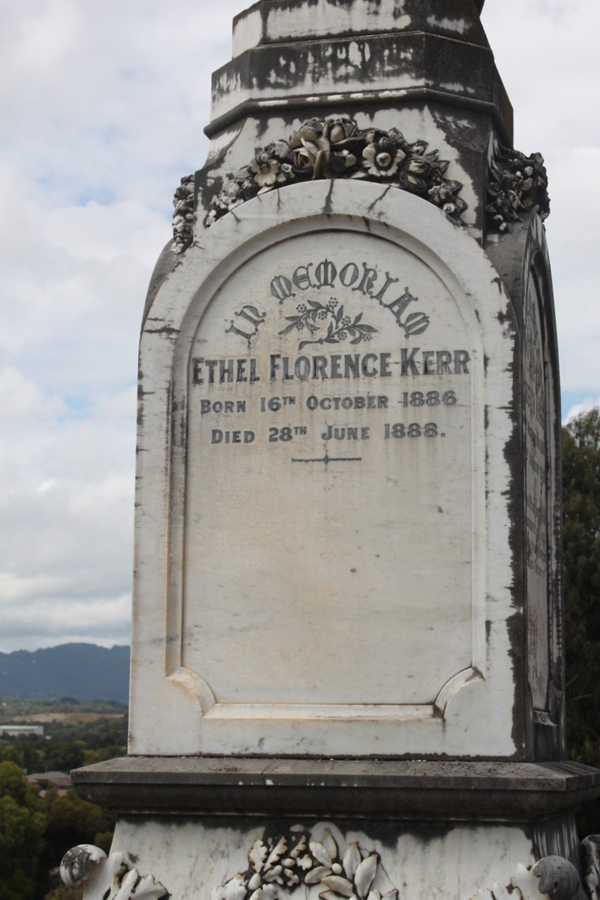 IN MEMORIAM
ETHEL FLORENCE KERR
BORN 16TH OCTOBER 1886
DIED 28TH JUNE 1888.